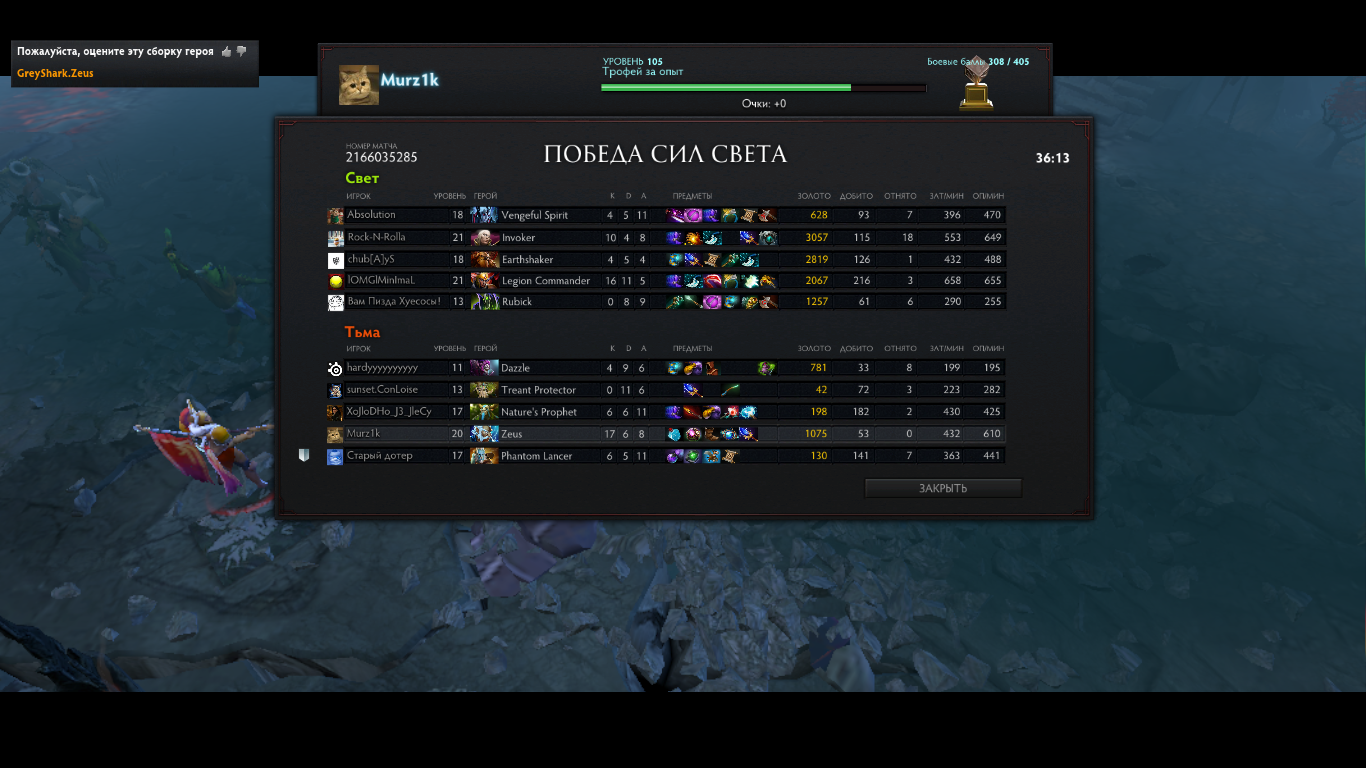 Пожалуйста, оцените эту сборку героя
GreyShark.Zeus
Murz1k
УРОВЕНЬ 105
Трофей за опыт
Боевые баллы 308 / 405
Очки: +0
НОМЕР МАТЧА
2166035285
ПОБЕДА СИЛ СВЕТА
36:13
Свет
ИГРОК УРОВЕНЬ ГЕРОЙ K D A ПРЕДМЕТЫ ЗОЛОТО ДОБИТО ОТНЯТО ЗАТ/МИН ОП/МИН
Absolution 18 Vengeful Spirit 4 5 11 628 93 7 396 470
Rock-N-Rolla 21 Invoker 10 4 8 3057 115 18 553 649
chub[A]yS 18 Earthshaker 4 5 4 2819 126 1 432 488
IOMGIMinImaL 21 Legion Commander 16 11 5 2067 216 3 658 655
Вам Пизда Хуесосы! 13 Rubick 0 8 9 1257 61 6 290 255
Тьма
ИГРОК УРОВЕНЬ ГЕРОЙ K D A ПРЕДМЕТЫ ЗОЛОТО ДОБИТО ОТНЯТО ЗАТ/МИН ОП/МИН
hardyyyyyyyyyy 11 Dazzle 4 9 6 781 33 8 199 195
sunset.ConLoise 13 Treant Protector 0 11 6 42 72 3 223 282
XoJloDHo_J3_JleCy 17 Nature's Prophet 6 6 11 198 182 2 430 425
Murz1k 20 Zeus 17 6 8 1075 53 0 432 610
Старый дотер 17 Phantom Lancer 6 5 11 130 141 7 363 441
ЗАКРЫТЬ